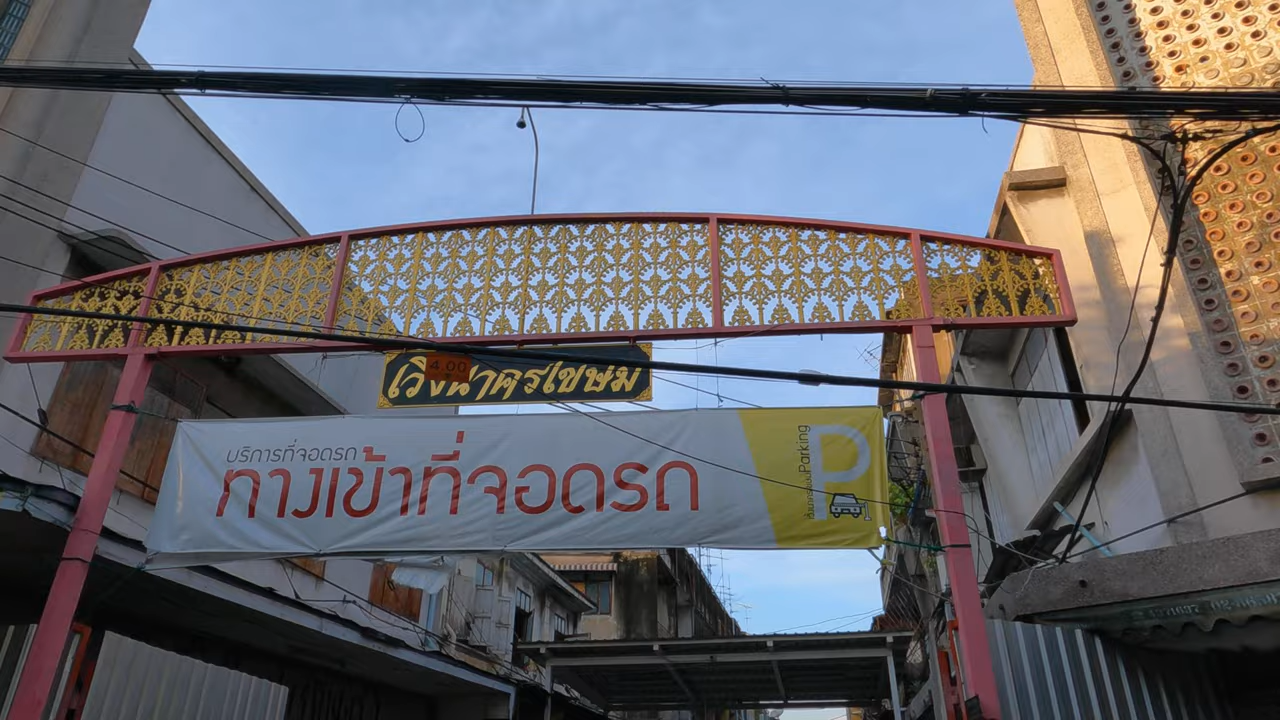 4.00
เวิ้งนาครเขษม
บริการที่จอดรถ
ทางเข้าที่จอดรถ
P
Parking